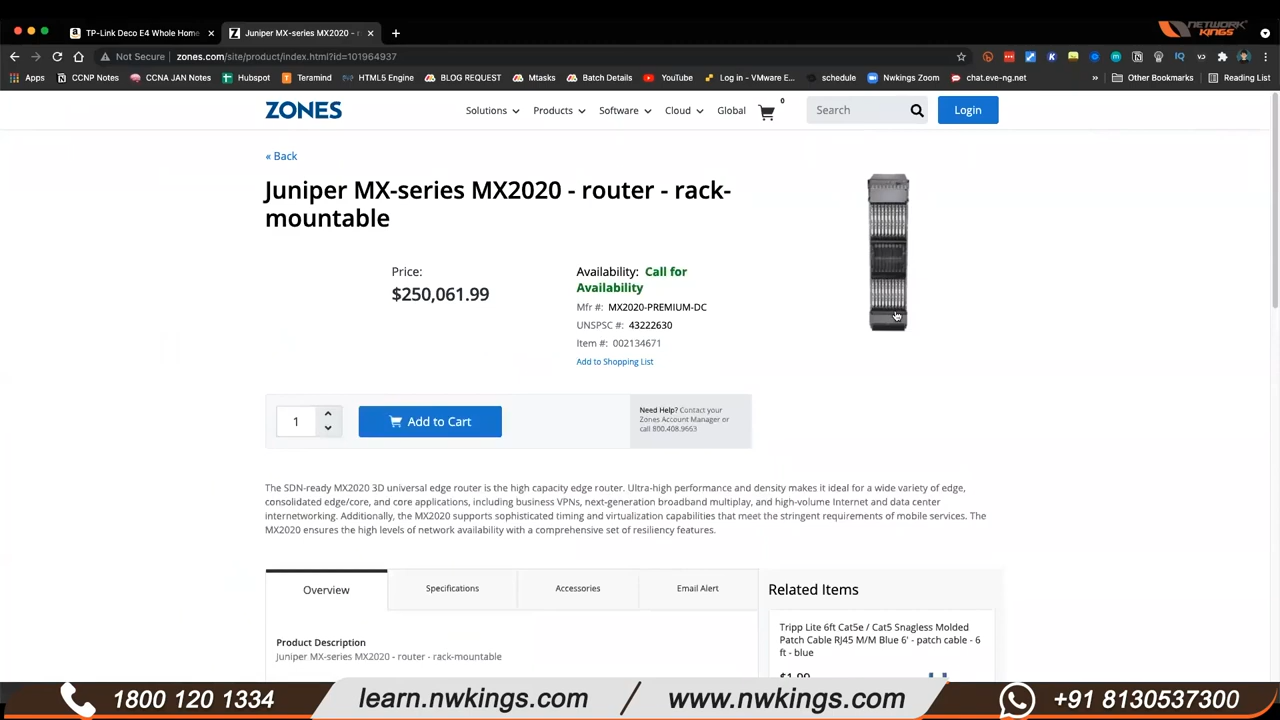 TP-Link Deco E4 Whole Home
Z Juniper MX-series MX2020 - r
NETWORK
KINGS
Not Secure | zones.com/site/product/index.html?id=101964937
Apps CCNP Notes CCNA JAN Notes Hubspot Teramind HTML5 Engine BLOG REQUEST Mtasks Batch Details YouTube Log in - VMware E... schedule Nwkings Zoom chat.eve-ng.net » Other Bookmarks Reading List
ZONES
Solutions Products Software Cloud Global 0 Search Login
« Back
Juniper MX-series MX2020 - router - rack-
mountable
Price:
$250,061.99
Availability: Call for
Availability
Mfr #: MX2020-PREMIUM-DC
UNSPSC #: 43222630
Item #: 002134671
Add to Shopping List
1
Add to Cart
Need Help? Contact your
Zones Account Manager or
call 800.408.9663
The SDN-ready MX2020 3D universal edge router is the high capacity edge router. Ultra-high performance and density makes it ideal for a wide variety of edge,
consolidated edge/core, and core applications, including business VPNs, next-generation broadband multiplay, and high-volume Internet and data center
internetworking. Additionally, the MX2020 supports sophisticated timing and virtualization capabilities that meet the stringent requirements of mobile services. The
MX2020 ensures the high levels of network availability with a comprehensive set of resiliency features.
Overview Specifications Accessories Email Alert
Product Description
Juniper MX-series MX2020 - router - rack-mountable
Related Items
Tripp Lite 6ft Cat5e / Cat5 Snagless Molded
Patch Cable RJ45 M/M Blue 6' - patch cable - 6
ft - blue
$1.99
1800 120 1334 learn.nwkings.com / www.nwkings.com +91 8130537300